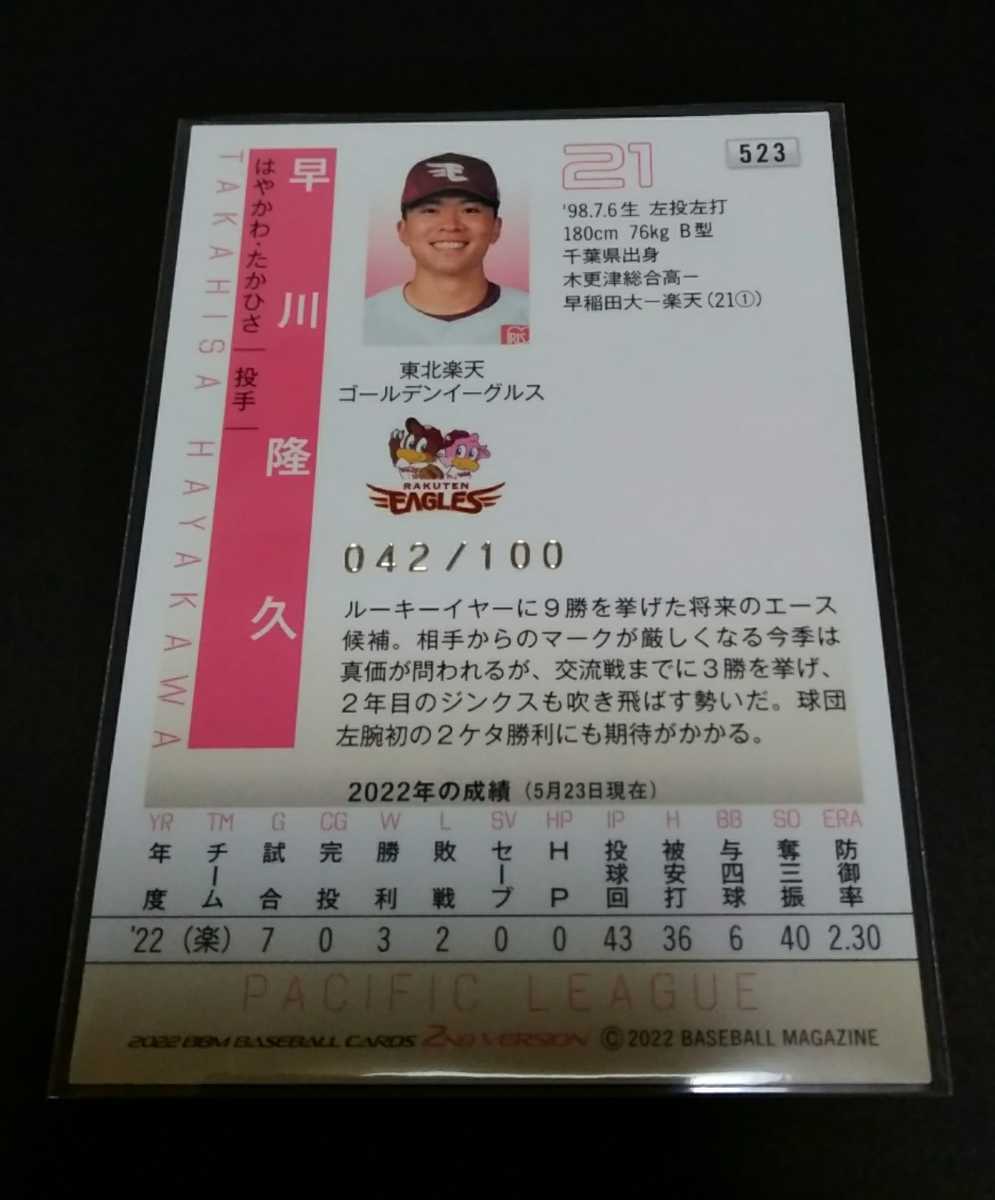 523
21
'98.7.6生 左投左打
180cm 76kg B型
千葉県出身
木更津総合高ー
早稲田大ー楽天(21①)
早川隆久
はやかわ・たかひさ ー投手ー
TAKAHISA HAYAKAWA
IRIS
東北楽天
ゴールデンイーグルス
RAKUTEN
EAGLES
042/100
ルーキーイヤーに9勝を挙げた将来のエース
候補。相手からのマークが厳しくなる今季は
真価が問われるが、交流戦までに3勝を挙げ、
2年目のジンクスも吹き飛ばす勢いだ。球団
左腕初の2ケタ勝利にも期待がかかる。
2022年の成績(5月23日現在)
YR TM G CG W L SV HP IP H BB SO ERA
年度 チーム 試合 完投 勝利 敗戦 セーブ HP 投球回 被安打 与四球 奪三振 防御率
'22 (楽) 7 0 3 2 0 0 43 36 6 40 2.30
PACIFIC LEAGUE
2022 BBM BASEBALL CARDS 2ND VERSION ©2022 BASEBALL MAGAZINE